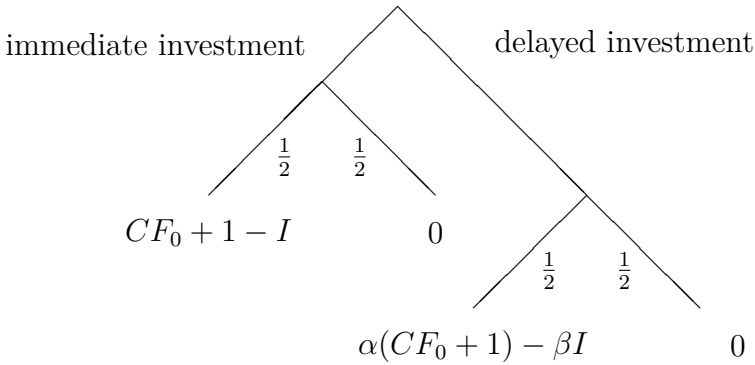 immediate investment delayed investment
1/2 1/2
CF₀ + 1 − I 0
1/2 1/2
α(CF₀ + 1) − βI 0